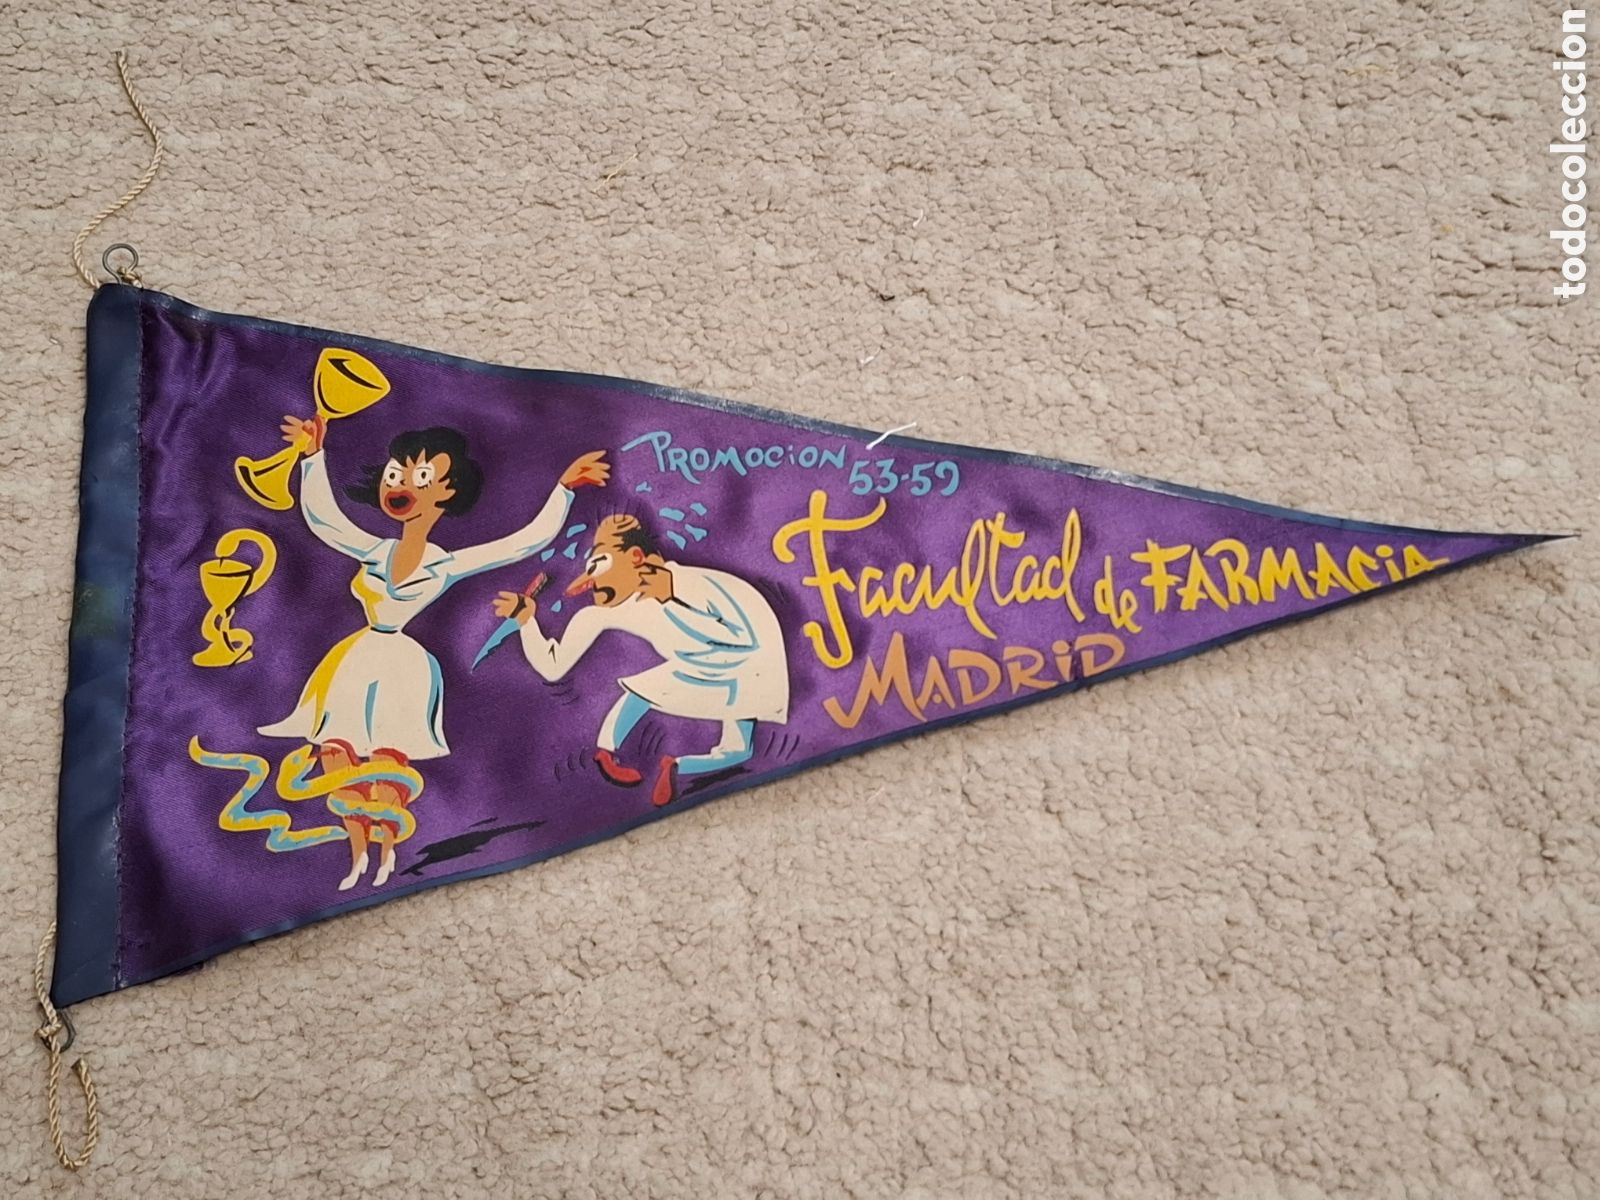 PROMOCiON
53-59
Facultad de FARMACiA
MADRiD
todocoleccion